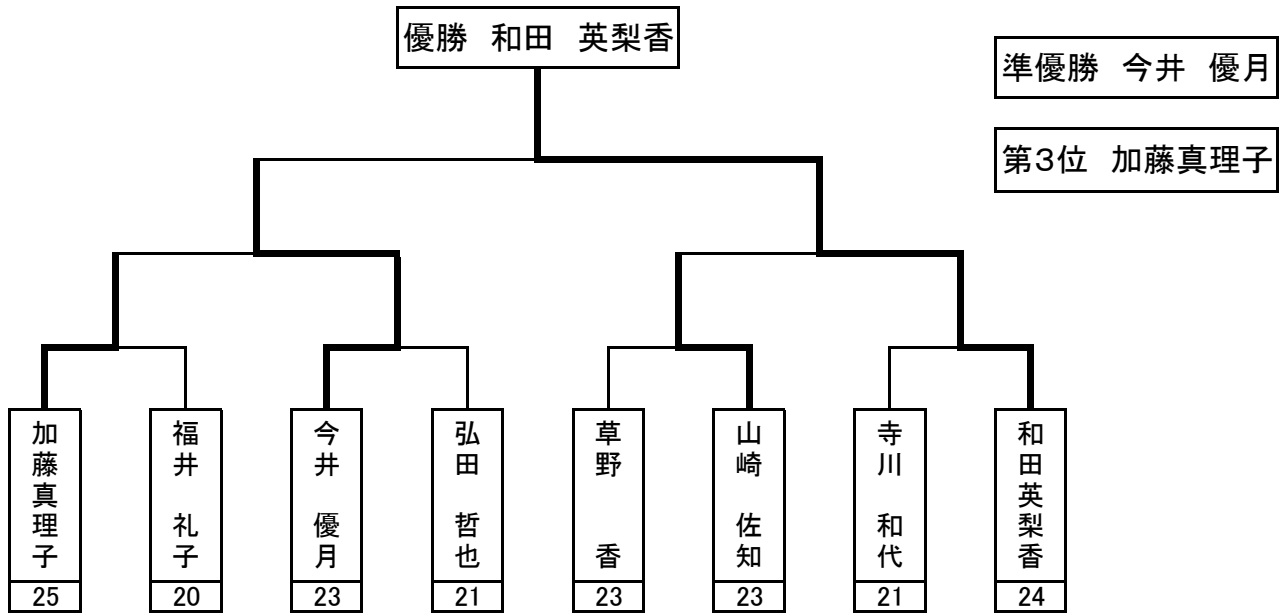 優勝　和田　英梨香
準優勝　今井　優月
第3位　加藤真理子
加藤真理子
福井　礼子
今井　優月
弘田　哲也
草野　香
山崎　佐知
寺川　和代
和田英梨香
25
20
23
21
23
23
21
24